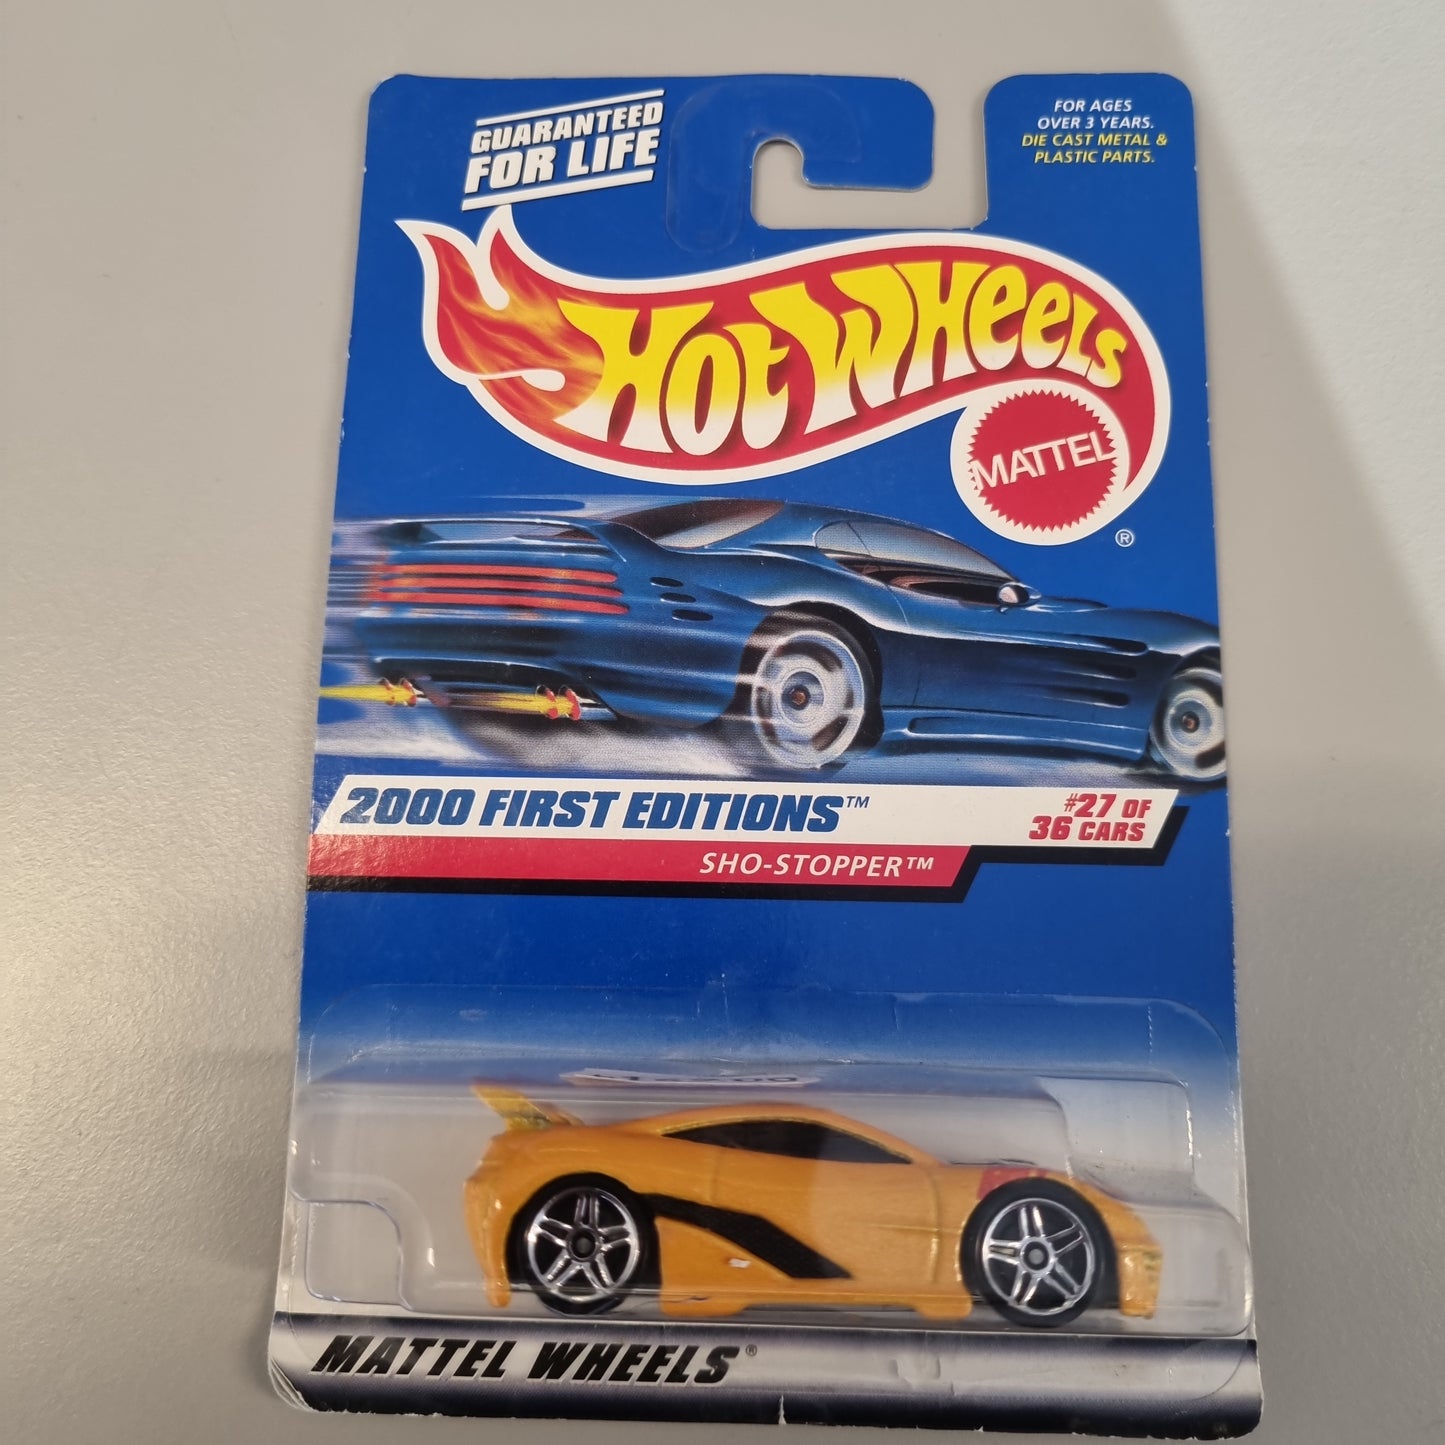 GUARANTEED
FOR LIFE
FOR AGES
OVER 3 YEARS.
DIE CAST METAL &
PLASTIC PARTS.
HOT WHEELS
MATTEL
®
2000 FIRST EDITIONS™
#27 OF
36 CARS
SHO-STOPPER™
MATTEL WHEELS®